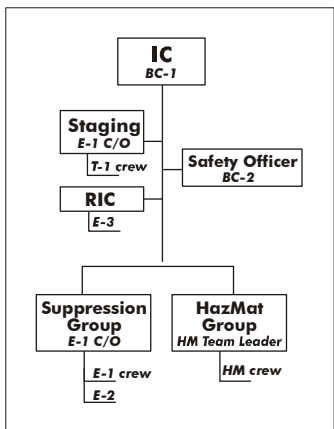 IC
BC-1
Staging
E-1 C/O
T-1 crew
Safety Officer
BC-2
RIC
E-3
Suppression
Group
E-1 C/O
E-1 crew
E-2
HazMat
Group
HM Team Leader
HM crew